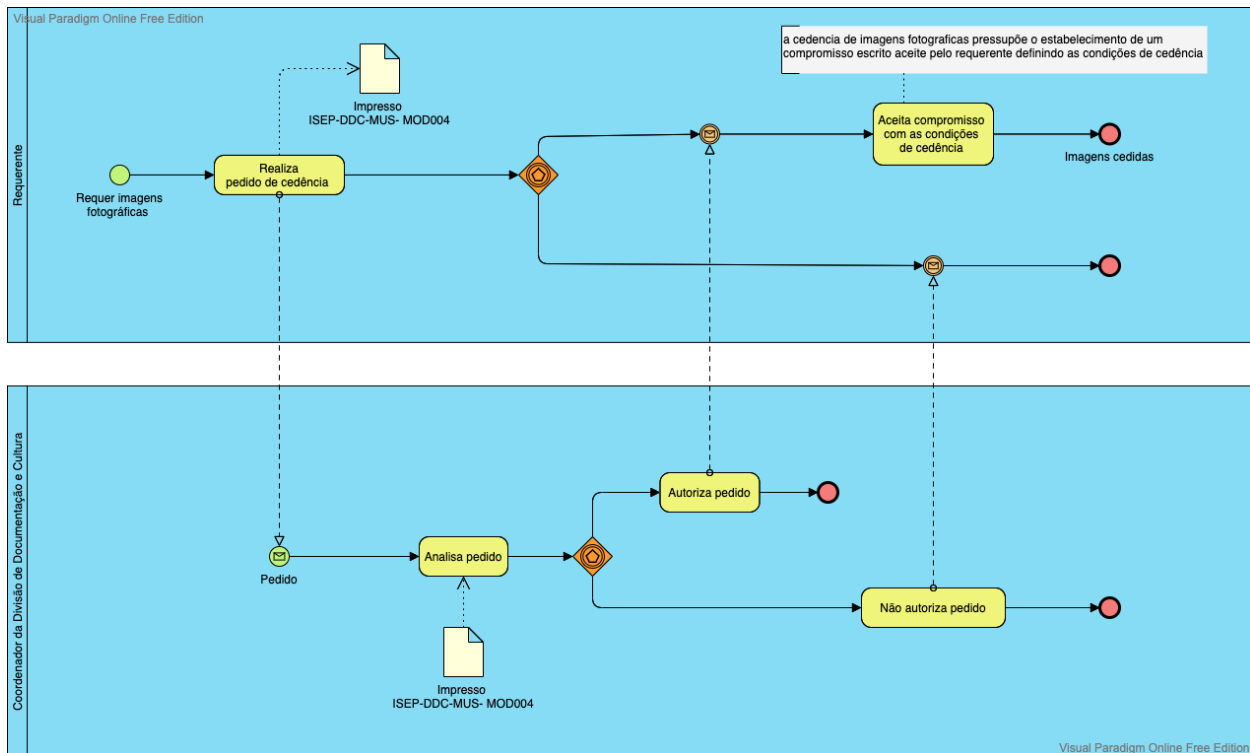 Visual Paradigm Online Free Edition
a cedencia de imagens fotograficas pressupõe o estabelecimento de um
compromisso escrito aceite pelo requerente definindo as condições de cedência
Impresso
ISEP-DDC-MUS- MOD004
Requerente
Requer imagens
fotográficas
Realiza
pedido de cedência
Aceita compromisso
com as condições
de cedência
Imagens cedidas
Coordenador da Divisão de Documentação e Cultura
Pedido
Analisa pedido
Autoriza pedido
Não autoriza pedido
Impresso
ISEP-DDC-MUS- MOD004
Visual Paradigm Online Free Edition